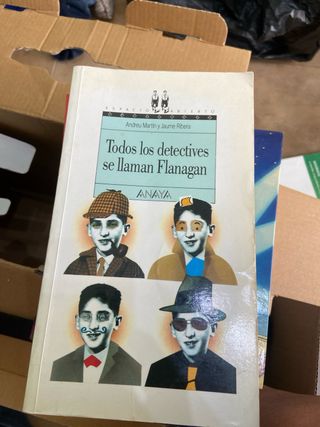 ESPACIO ABIERTO
Andreu Martín y Jaume Ribera
Todos los detectives
se llaman Flanagan
ANAYA